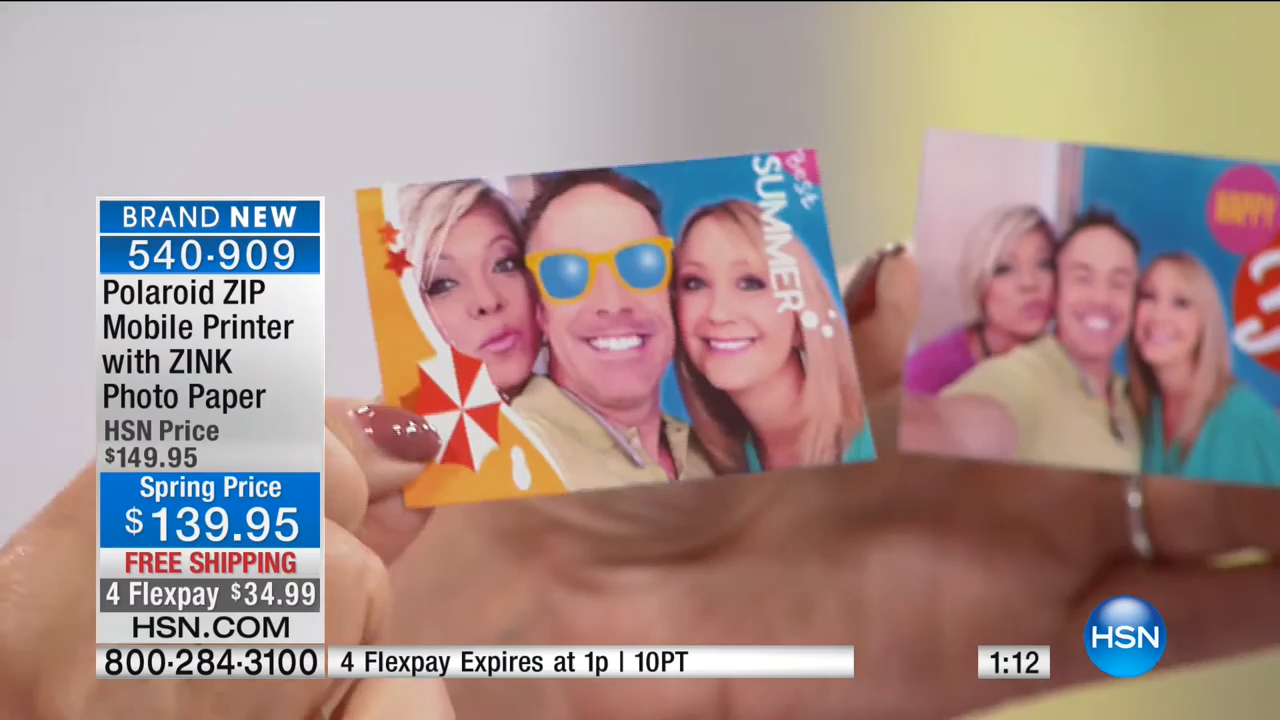 BRAND NEW
540-909
Polaroid ZIP
Mobile Printer
with ZINK
Photo Paper
HSN Price
$149.95
Spring Price
$139.95
FREE SHIPPING
4 Flexpay $34.99
HSN.COM
800-284-3100
4 Flexpay Expires at 1p | 10PT
1:12
HSN
BEST
SUMMER
HAPPY